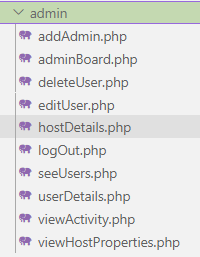 admin
addAdmin.php
adminBoard.php
deleteUser.php
editUser.php
hostDetails.php
logOut.php
seeUsers.php
userDetails.php
viewActivity.php
viewHostProperties.php